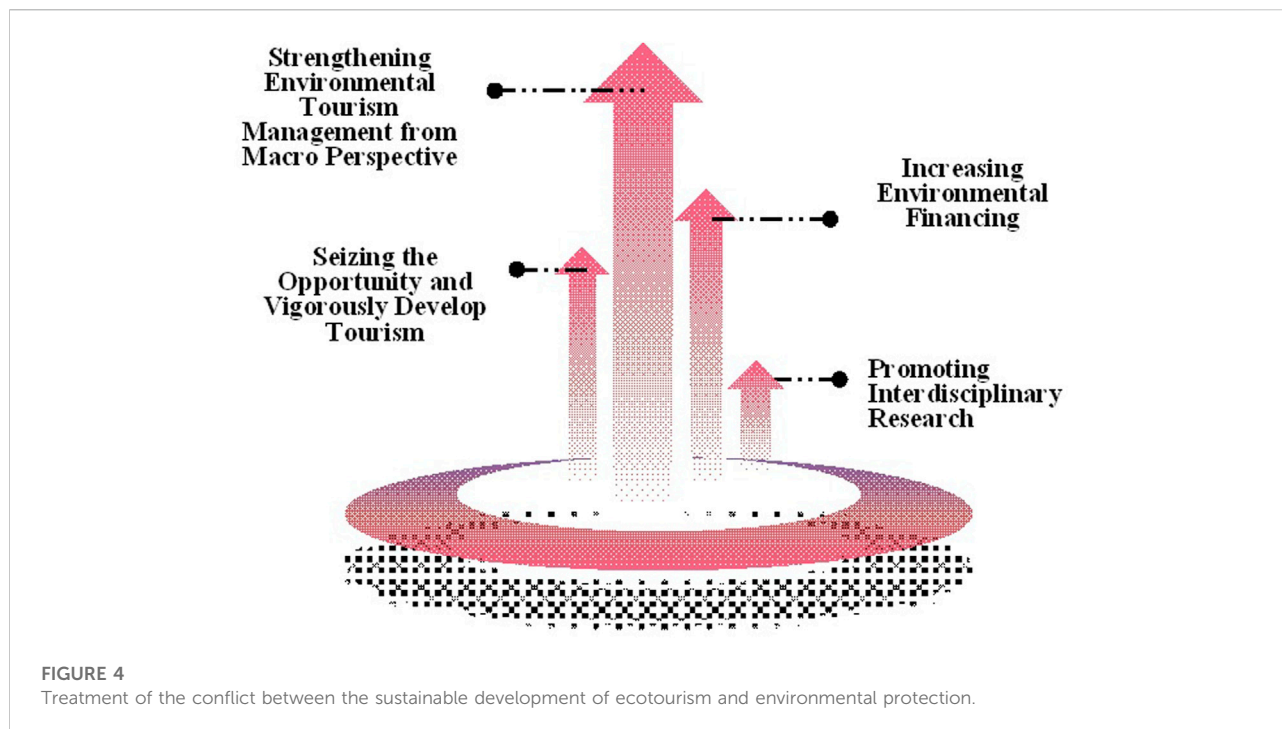 Strengthening
Environmental
Tourism
Management from
Macro Perspective
Increasing
Environmental
Financing
Seizing the
Opportunity and
Vigorously Develop
Tourism
Promoting
Interdisciplinary
Research
FIGURE 4
Treatment of the conflict between the sustainable development of ecotourism and environmental protection.